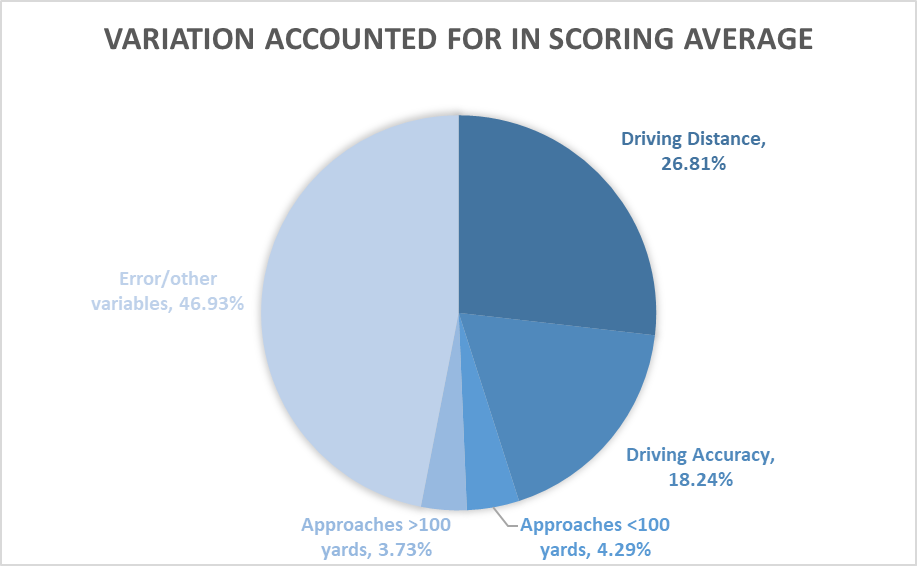 VARIATION ACCOUNTED FOR IN SCORING AVERAGE
Driving Distance,
26.81%
Error/other
variables, 46.93%
Driving Accuracy,
18.24%
Approaches >100
yards, 3.73%
Approaches <100
yards, 4.29%